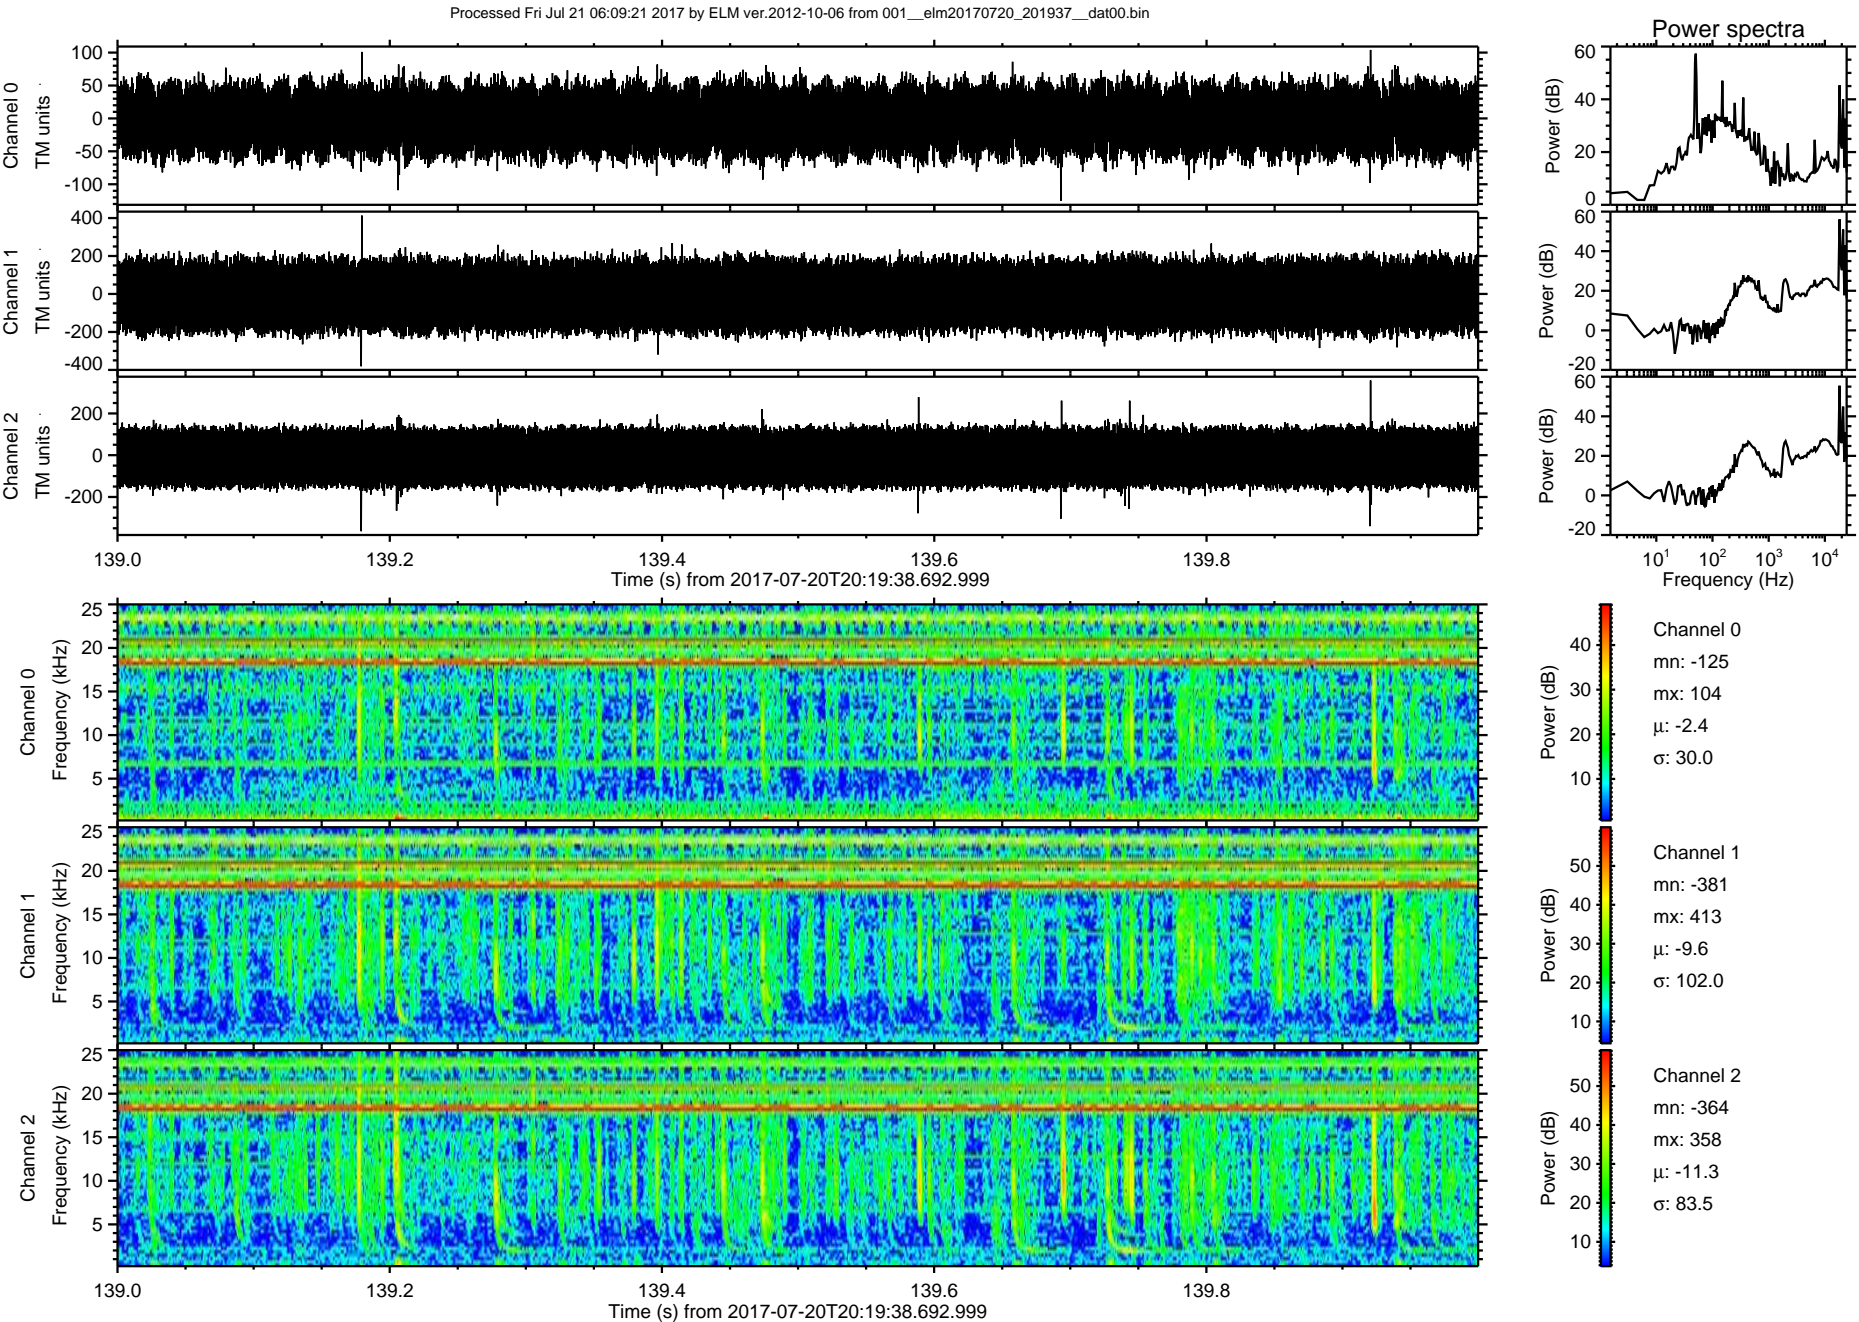 Processed Fri Jul 21 06:09:21 2017 by ELM ver.2012-10-06 from 001__elm20170720_201937__dat00.bin
Power spectra
Channel 0
TM units
100
50
0
-50
-100
Power (dB)
60
40
20
0
Channel 1
TM units
400
200
0
-200
-400
Power (dB)
60
40
20
0
-20
Channel 2
TM units
200
0
-200
Power (dB)
60
40
20
0
-20
139.0 139.2 139.4 139.6 139.8
Time (s) from 2017-07-20T20:19:38.692.999
10^1 10^2 10^3 10^4
Frequency (Hz)
Channel 0
Frequency (kHz)
25
20
15
10
5
Power (dB)
40
30
20
10
Channel 0
mn: -125
mx: 104
μ: -2.4
σ: 30.0
Channel 1
Frequency (kHz)
25
20
15
10
5
Power (dB)
50
40
30
20
10
Channel 1
mn: -381
mx: 413
μ: -9.6
σ: 102.0
Channel 2
Frequency (kHz)
25
20
15
10
5
Power (dB)
50
40
30
20
10
Channel 2
mn: -364
mx: 358
μ: -11.3
σ: 83.5
139.0 139.2 139.4 139.6 139.8
Time (s) from 2017-07-20T20:19:38.692.999